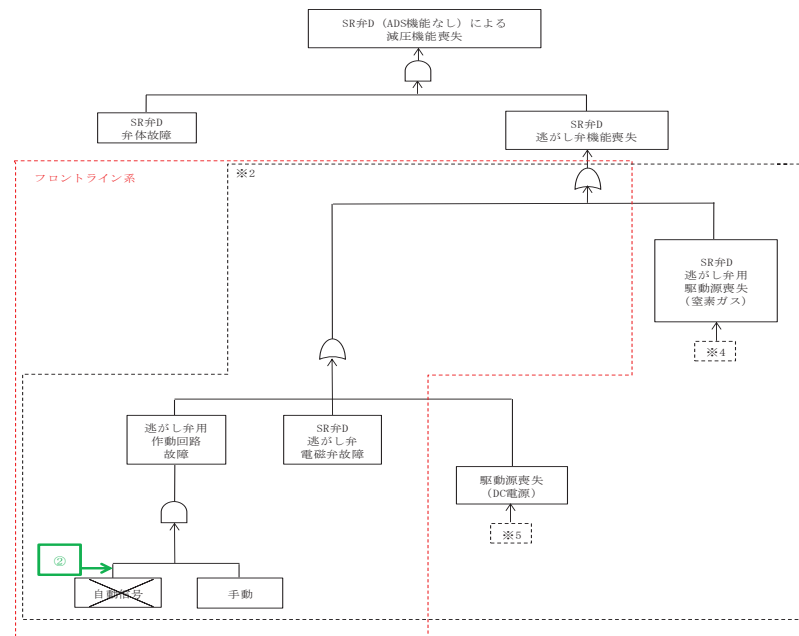 SR弁D（ADS機能なし）による
減圧機能喪失
SR弁D
弁体故障
SR弁D
逃がし弁機能喪失
フロントライン系
※2
SR弁D
逃がし弁用
駆動源喪失
（窒素ガス）
※4
逃がし弁用
作動回路
故障
SR弁D
逃がし弁
電磁弁故障
駆動源喪失
（DC電源）
※5
②
自動信号
手動